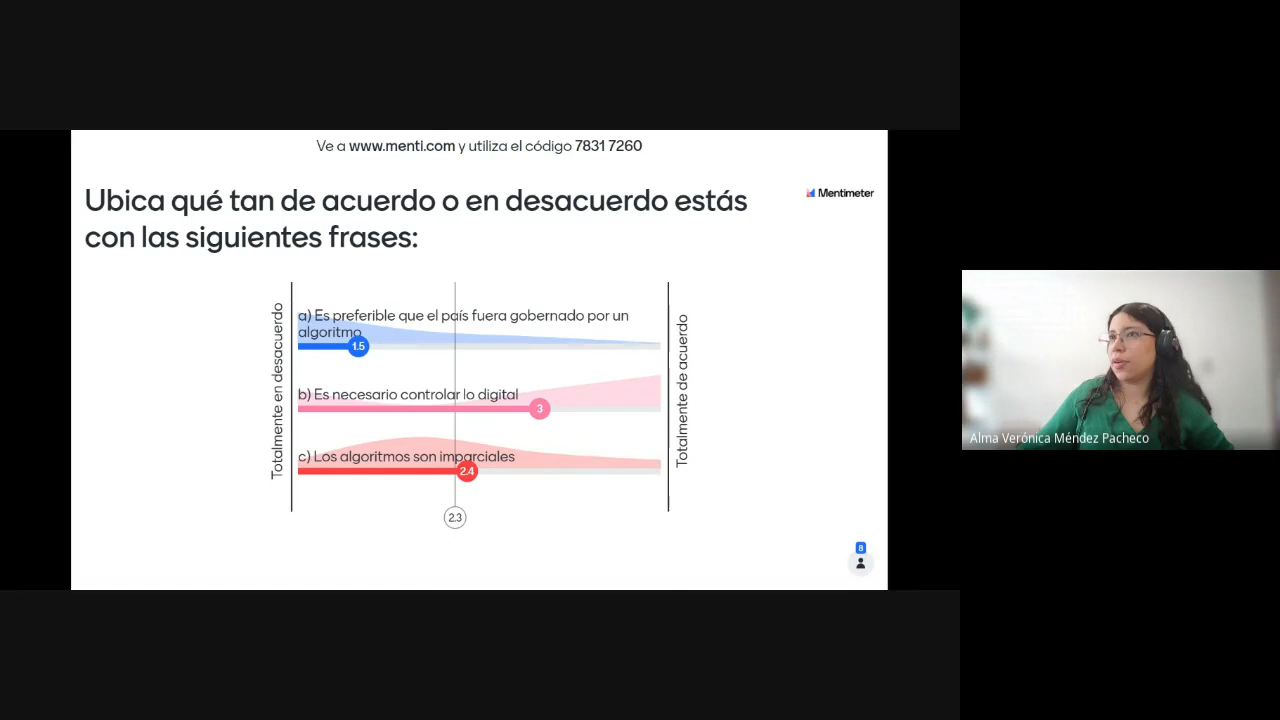 Ve a www.menti.com y utiliza el código 7831 7260
Mentimeter
Ubica qué tan de acuerdo o en desacuerdo estás
con las siguientes frases:
Totalmente en desacuerdo
a) Es preferible que el país fuera gobernado por un
algoritmo
1.5
b) Es necesario controlar lo digital
3
c) Los algoritmos son imparciales
2.4
2.3
Totalmente de acuerdo
8
Alma Verónica Méndez Pacheco